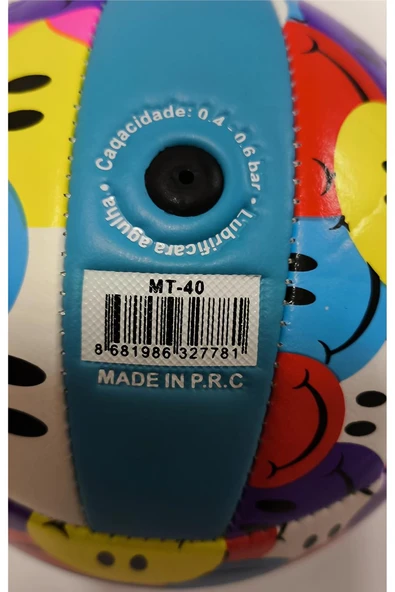 Caqacidade: 0.4 - 0.6 bar • Lubrificara agulha •
MT-40
8 681986 327781
MADE IN P.R.C